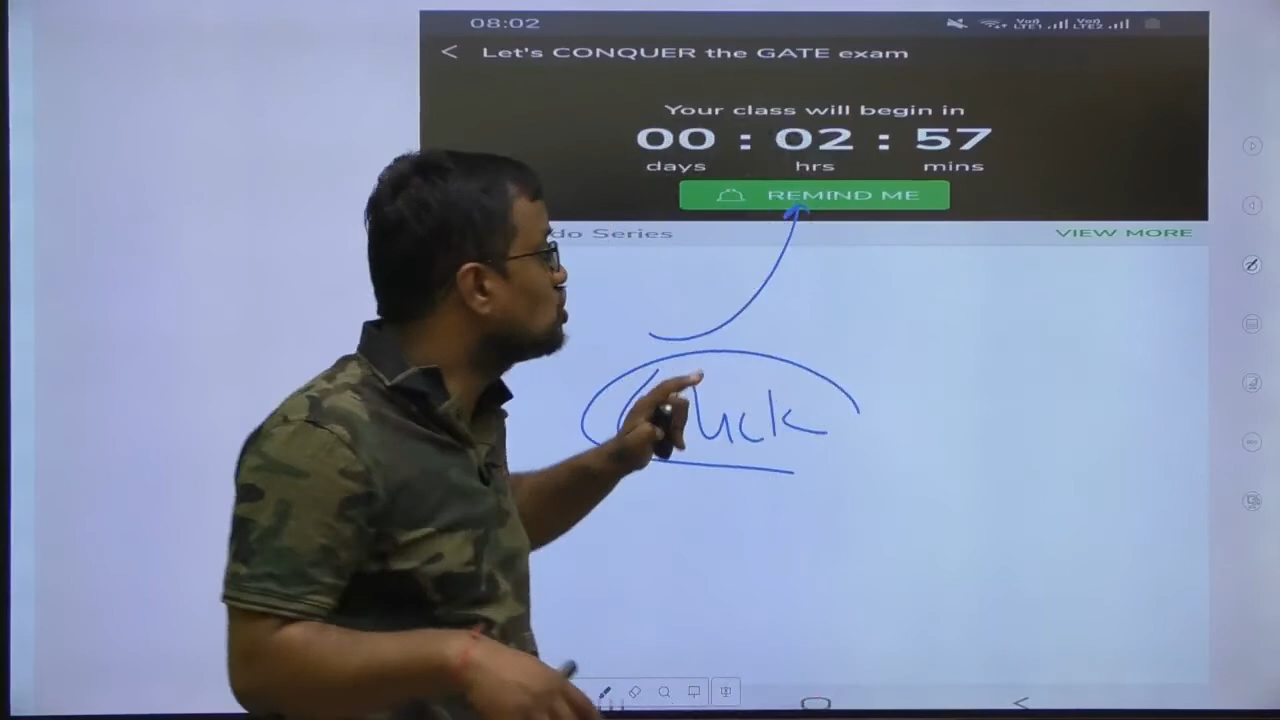 08:02
Let's CONQUER the GATE exam
Your class will begin in
00 : 02 : 57
days hrs mins
REMIND ME
do Series
VIEW MORE